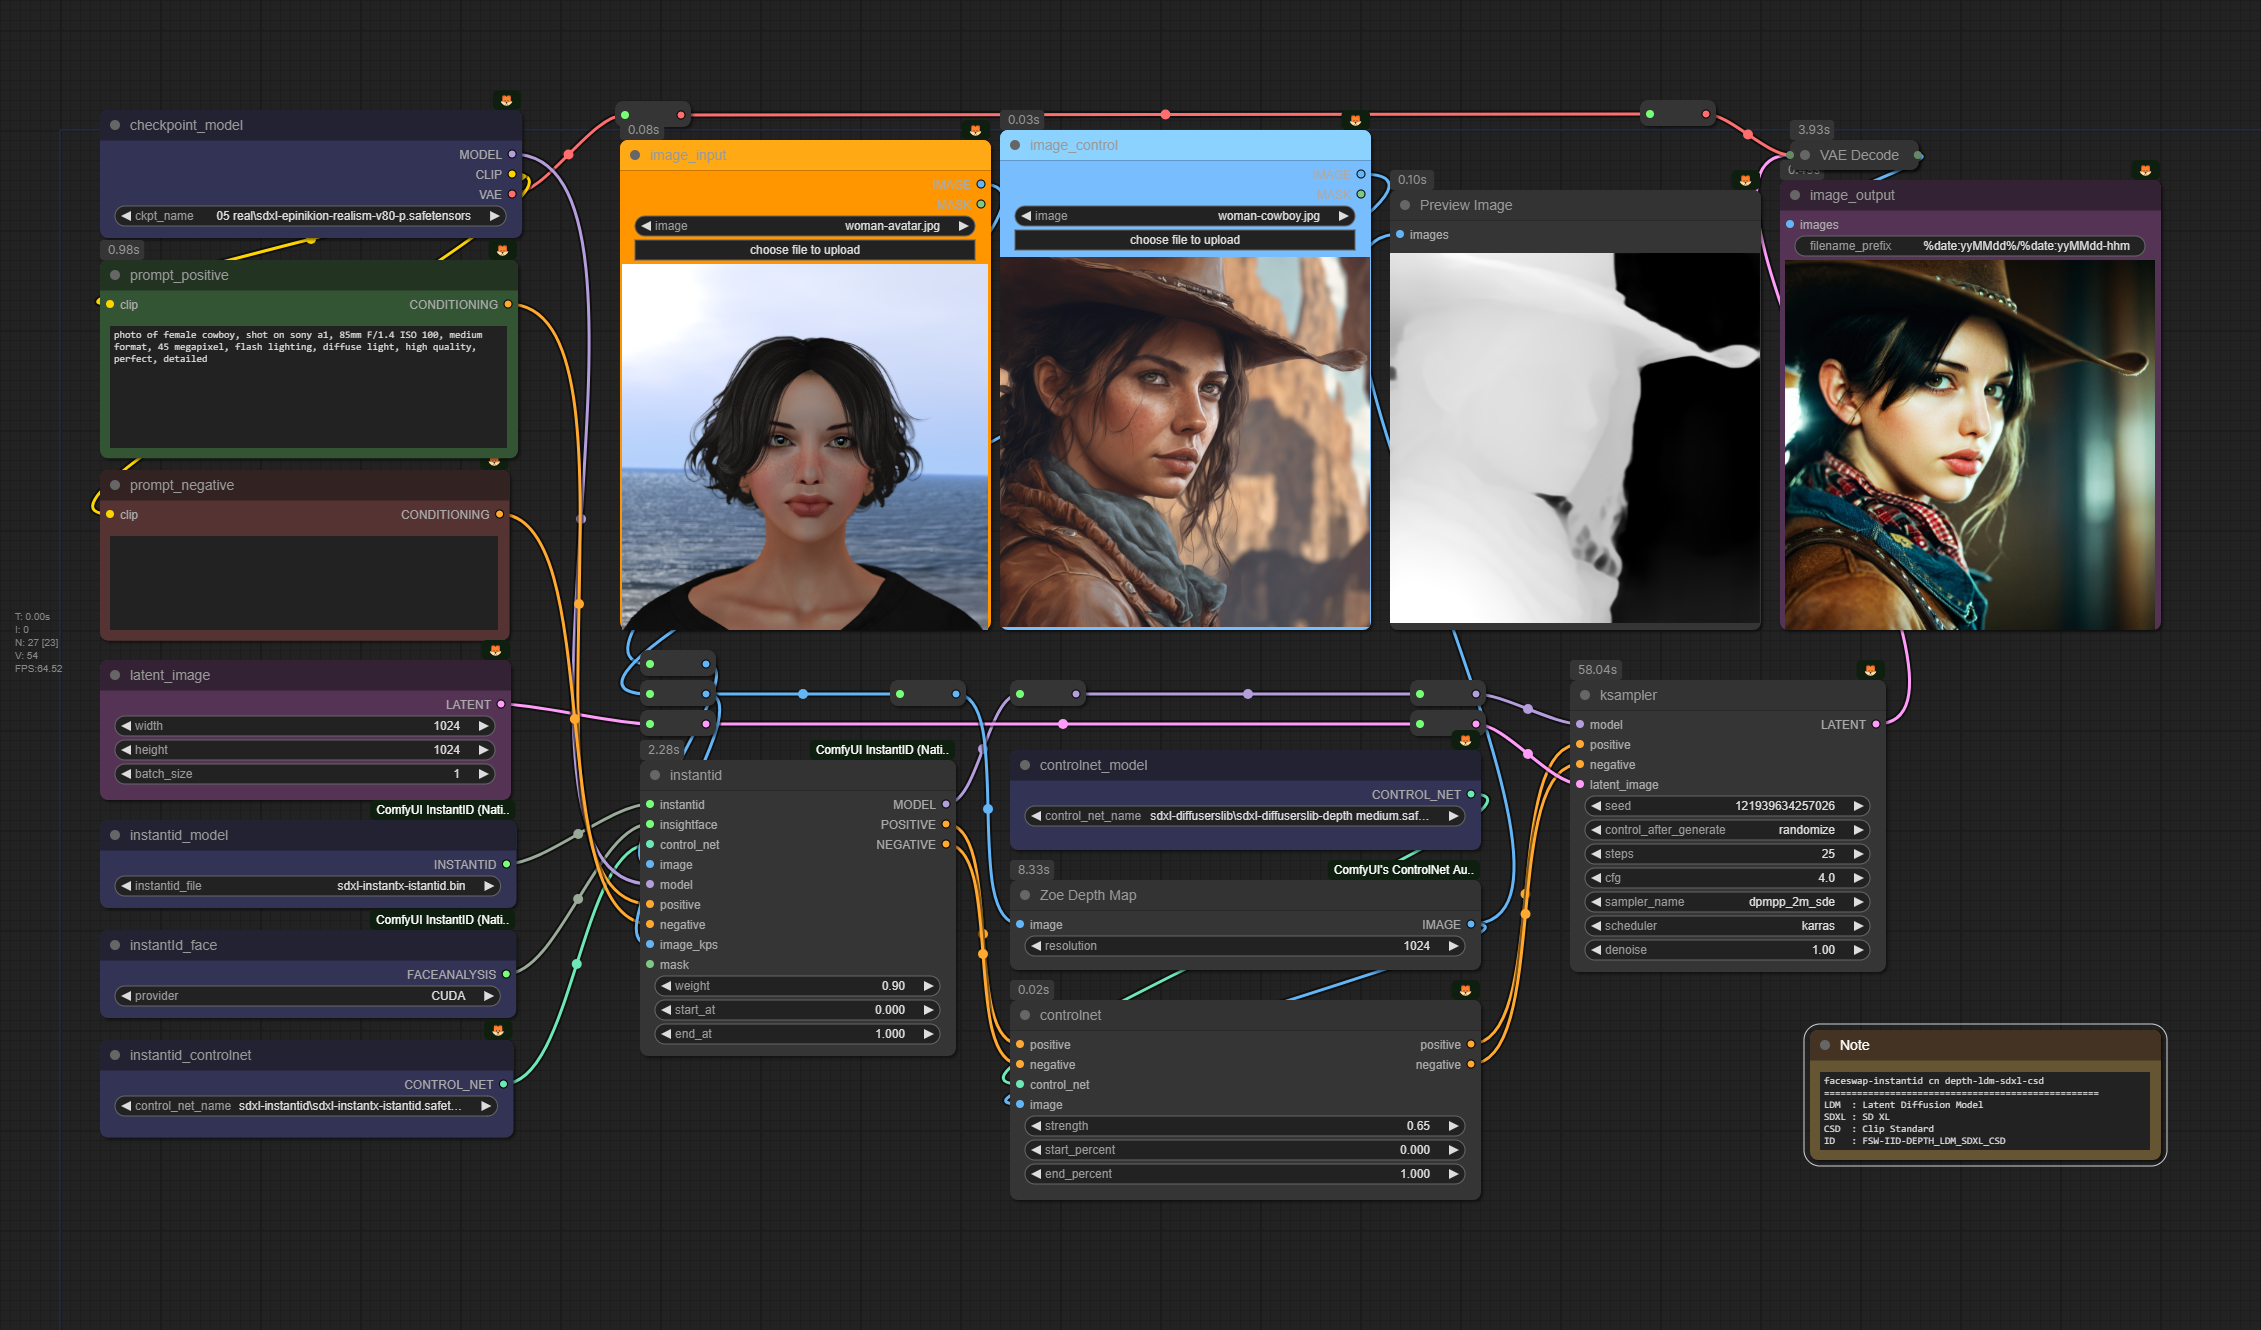 checkpoint_model
MODEL
CLIP
VAE
ckpt_name 05 real\sdxl-epinikion-realism-v80-p.safetensors
0.98s
prompt_positive
clip CONDITIONING
photo of female cowboy, shot on sony a1, 85mm F/1.4 ISO 100, medium
format, 45 megapixel, flash lighting, diffuse light, high quality,
perfect, detailed
prompt_negative
clip CONDITIONING
T: 0.00s
I: 0
N: 27 [23]
V: 54
FPS:64.52
latent_image
LATENT
width 1024
height 1024
batch_size 1
ComfyUI InstantID (Nati..
instantid_model
INSTANTID
instantid_file sdxl-instantx-istantid.bin
ComfyUI InstantID (Nati..
instantId_face
FACEANALYSIS
provider CUDA
instantid_controlnet
CONTROL_NET
control_net_name sdxl-instantid\sdxl-instantx-istantid.safet...
0.08s
image_input
IMAGE
MASK
image woman-avatar.jpg
choose file to upload
0.03s
image_control
IMAGE
MASK
image woman-cowboy.jpg
choose file to upload
0.10s
Preview Image
images
3.93s
VAE Decode
image_output
images
filename_prefix %date:yyMMdd%/%date:yyMMdd-hhm
2.28s
ComfyUI InstantID (Nati..
instantid
instantid MODEL
insightface POSITIVE
control_net NEGATIVE
image
model
positive
negative
image_kps
mask
weight 0.90
start_at 0.000
end_at 1.000
controlnet_model
CONTROL_NET
control_net_name sdxl-diffuserslib\sdxl-diffuserslib-depth medium.saf...
8.33s
ComfyUI's ControlNet Au..
Zoe Depth Map
image IMAGE
resolution 1024
0.02s
controlnet
positive positive
negative negative
control_net
image
strength 0.65
start_percent 0.000
end_percent 1.000
58.04s
ksampler
model LATENT
positive
negative
latent_image
seed 121939634257026
control_after_generate randomize
steps 25
cfg 4.0
sampler_name dpmpp_2m_sde
scheduler karras
denoise 1.00
Note
faceswap-instantid cn depth-ldm-sdxl-csd
==================================================
LDM : Latent Diffusion Model
SDXL : SD XL
CSD : Clip Standard
ID : FSW-IID-DEPTH_LDM_SDXL_CSD